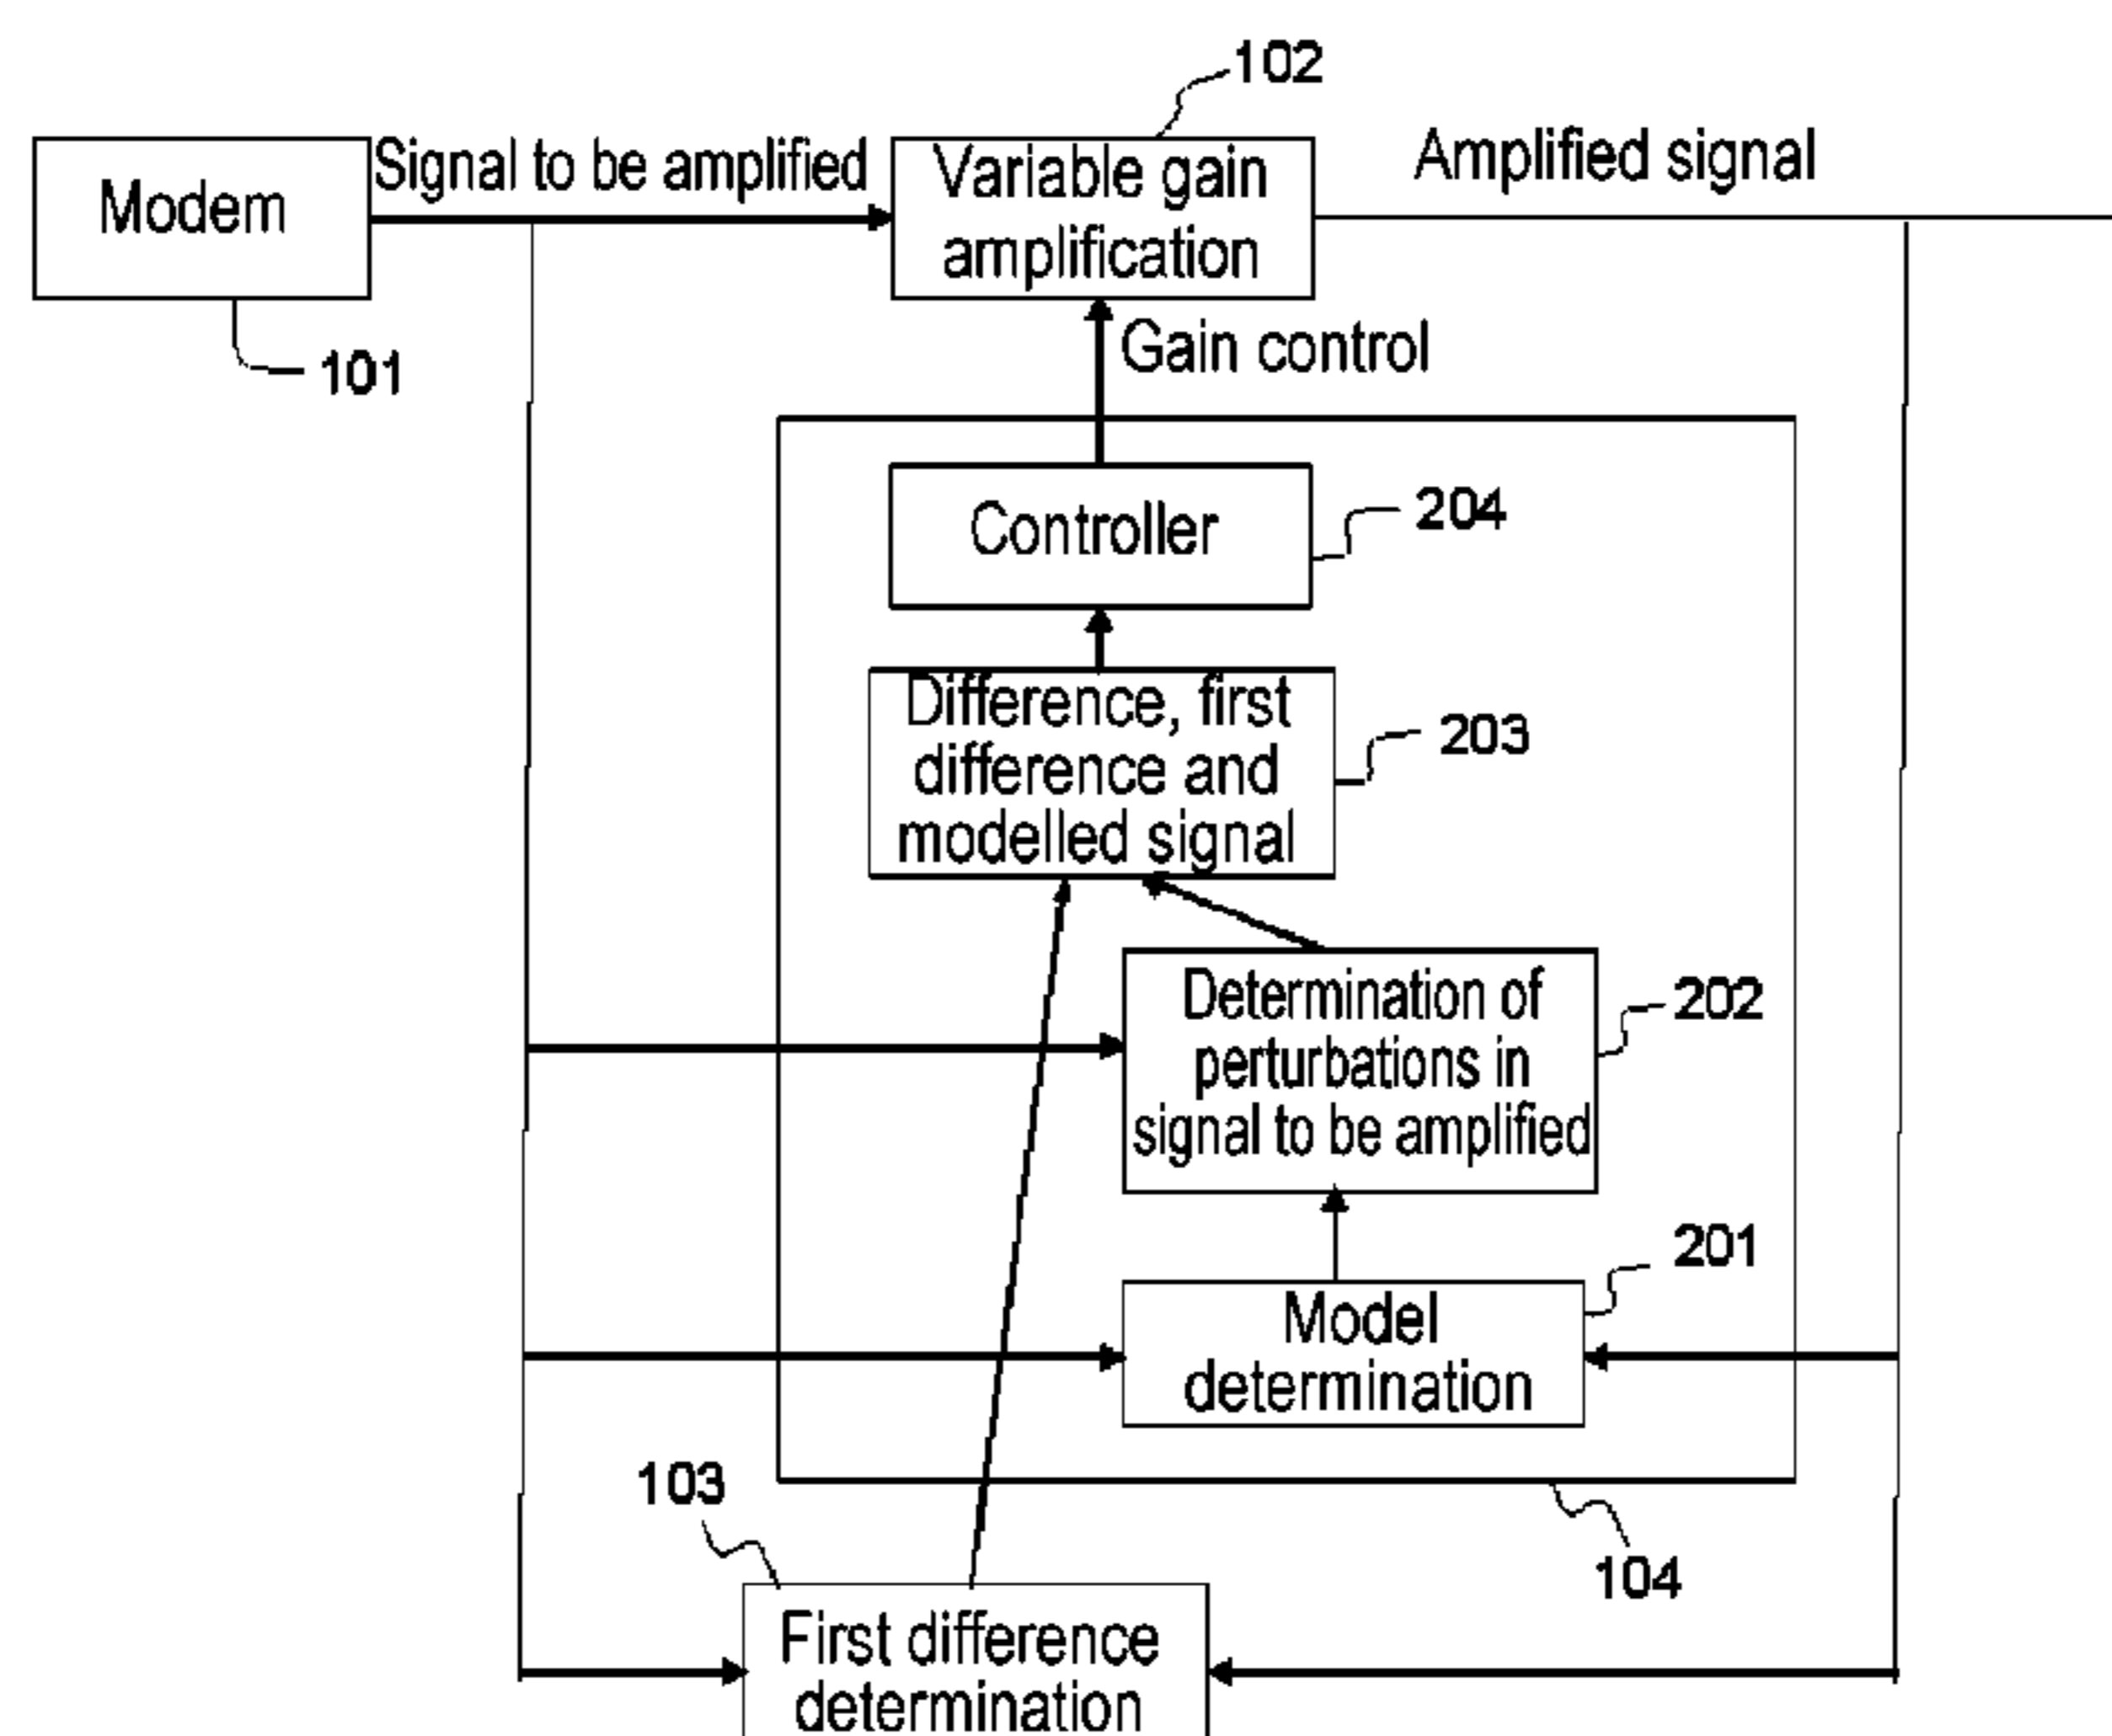 102
Modem
Signal to be amplified
Variable gain
amplification
Amplified signal
101
Gain control
Controller
204
Difference, first
difference and
modelled signal
203
Determination of
perturbations in
signal to be amplified
202
201
Model
determination
103
104
First difference
determination